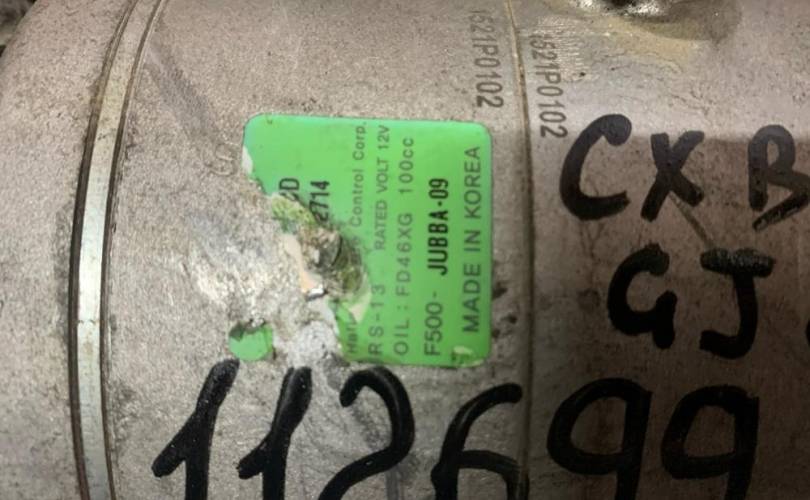 1521P0102
1521P0102
CD
2714
Control Corp.
RS-13 RATED VOLT 12V
OIL : FD46XG 100cc
F500- JUBBA-09
MADE IN KOREA
CX B
GJ
112699